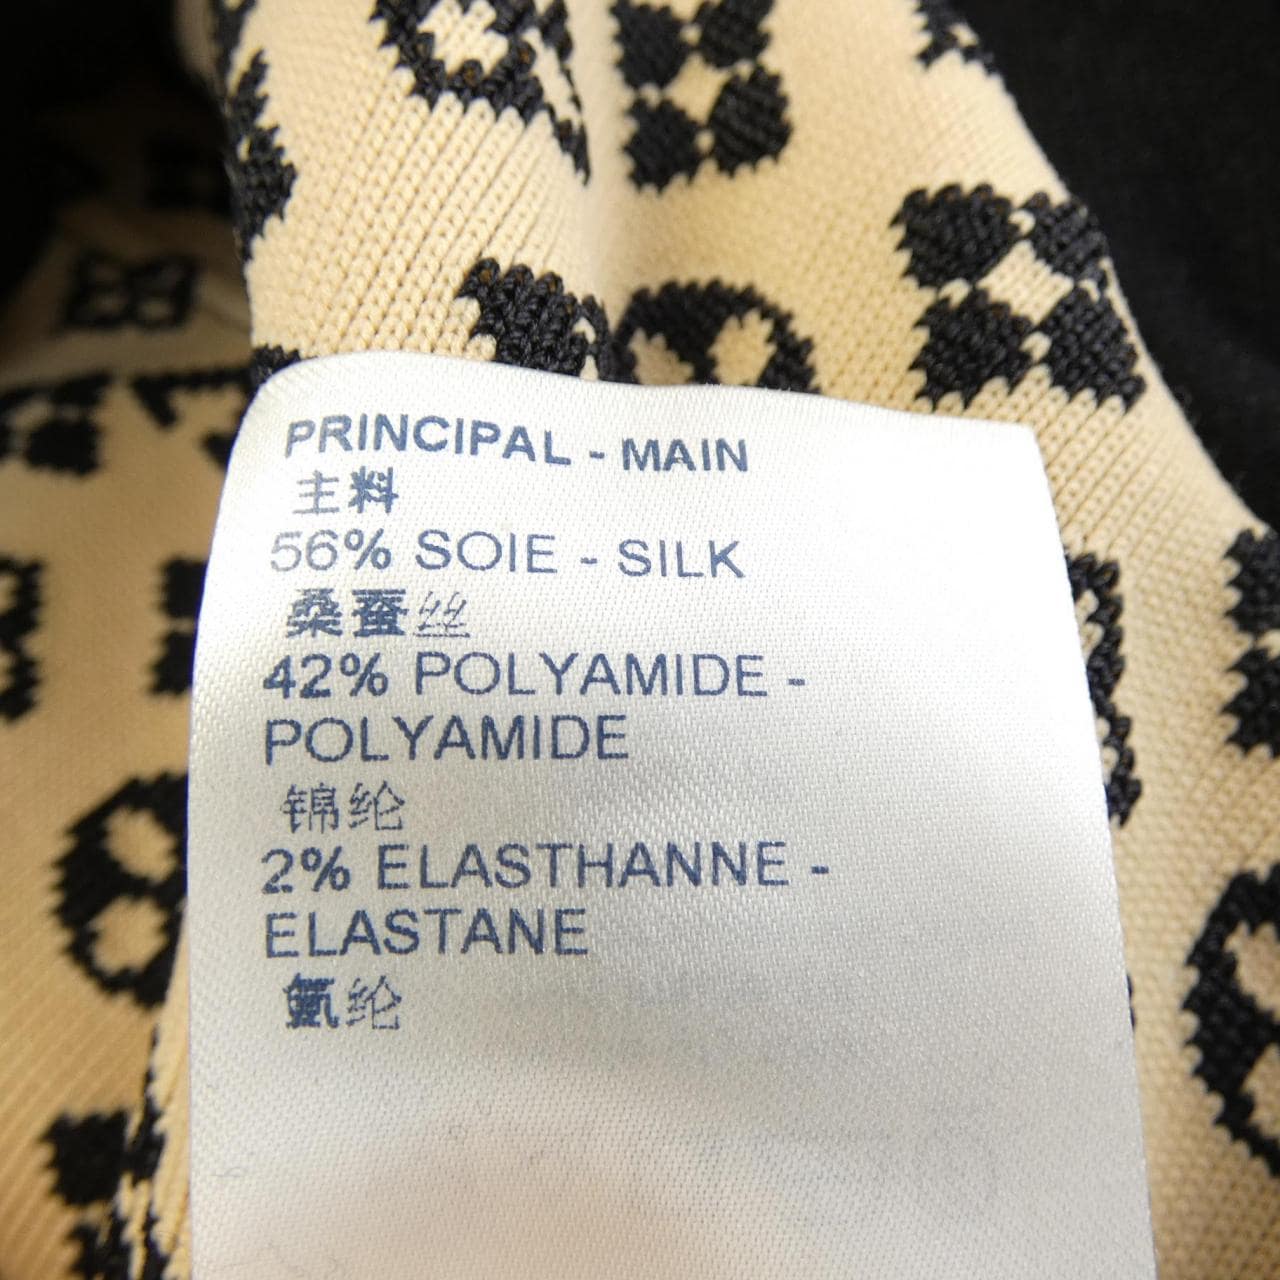 PRINCIPAL - MAIN
主料
56% SOIE - SILK
桑蚕丝
42% POLYAMIDE -
POLYAMIDE
锦纶
2% ELASTHANNE -
ELASTANE
氨纶